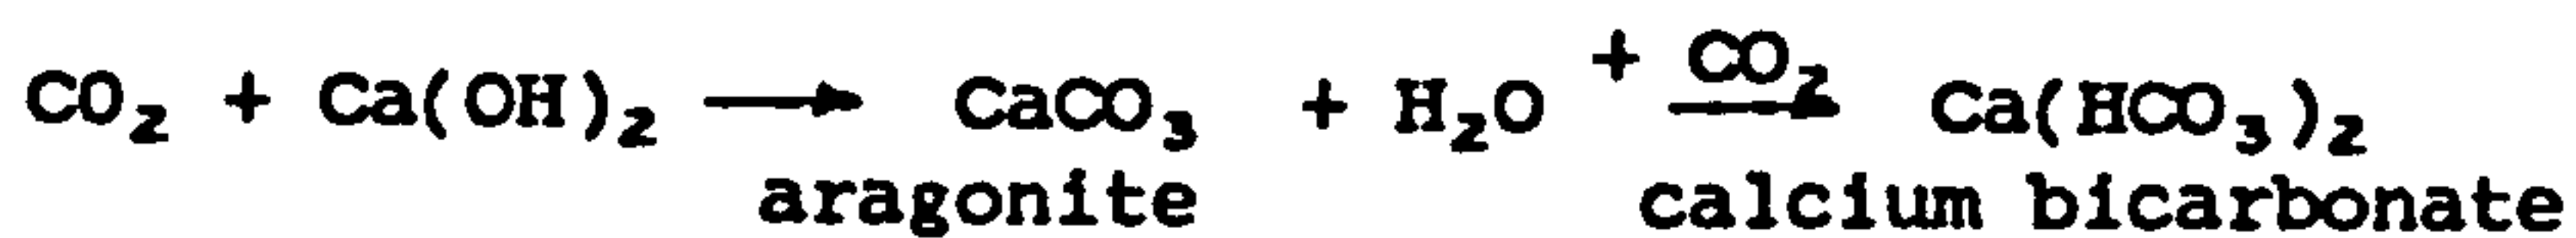 CO₂ + Ca(OH)₂ → CaCO₃ + H₂O + CO₂ → Ca(HCO₃)₂
aragonite calcium bicarbonate